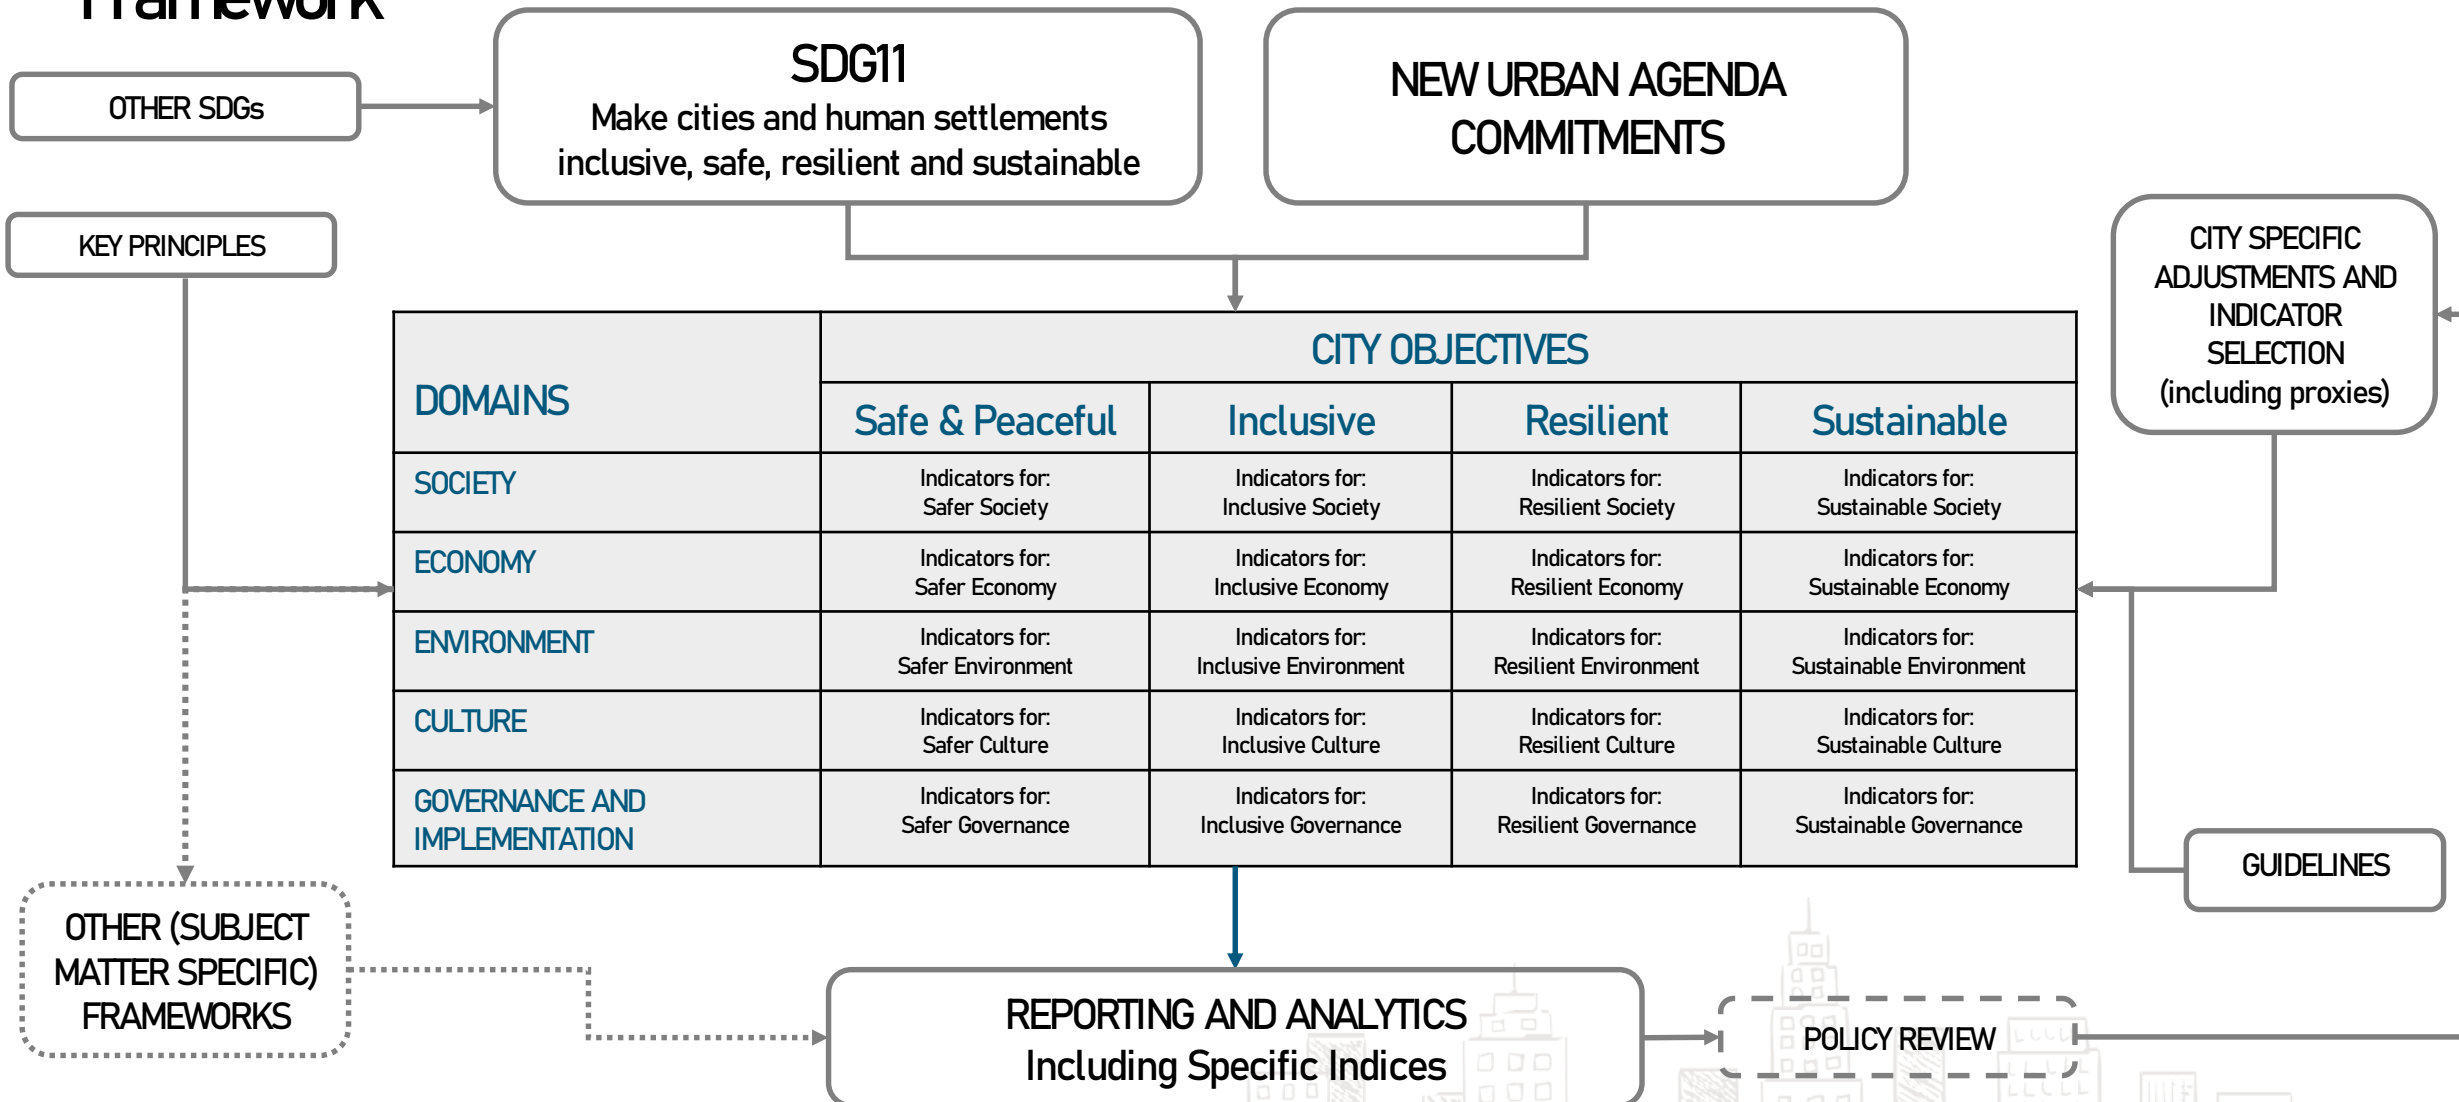 Framework
OTHER SDGs
SDG11
Make cities and human settlements
inclusive, safe, resilient and sustainable
NEW URBAN AGENDA
COMMITMENTS
KEY PRINCIPLES
CITY SPECIFIC
ADJUSTMENTS AND
INDICATOR
SELECTION
(including proxies)
DOMAINS
CITY OBJECTIVES
Safe & Peaceful
Inclusive
Resilient
Sustainable
SOCIETY
Indicators for:
Safer Society
Indicators for:
Inclusive Society
Indicators for:
Resilient Society
Indicators for:
Sustainable Society
ECONOMY
Indicators for:
Safer Economy
Indicators for:
Inclusive Economy
Indicators for:
Resilient Economy
Indicators for:
Sustainable Economy
ENVIRONMENT
Indicators for:
Safer Environment
Indicators for:
Inclusive Environment
Indicators for:
Resilient Environment
Indicators for:
Sustainable Environment
CULTURE
Indicators for:
Safer Culture
Indicators for:
Inclusive Culture
Indicators for:
Resilient Culture
Indicators for:
Sustainable Culture
GOVERNANCE AND
IMPLEMENTATION
Indicators for:
Safer Governance
Indicators for:
Inclusive Governance
Indicators for:
Resilient Governance
Indicators for:
Sustainable Governance
GUIDELINES
OTHER (SUBJECT
MATTER SPECIFIC)
FRAMEWORKS
REPORTING AND ANALYTICS
Including Specific Indices
POLICY REVIEW